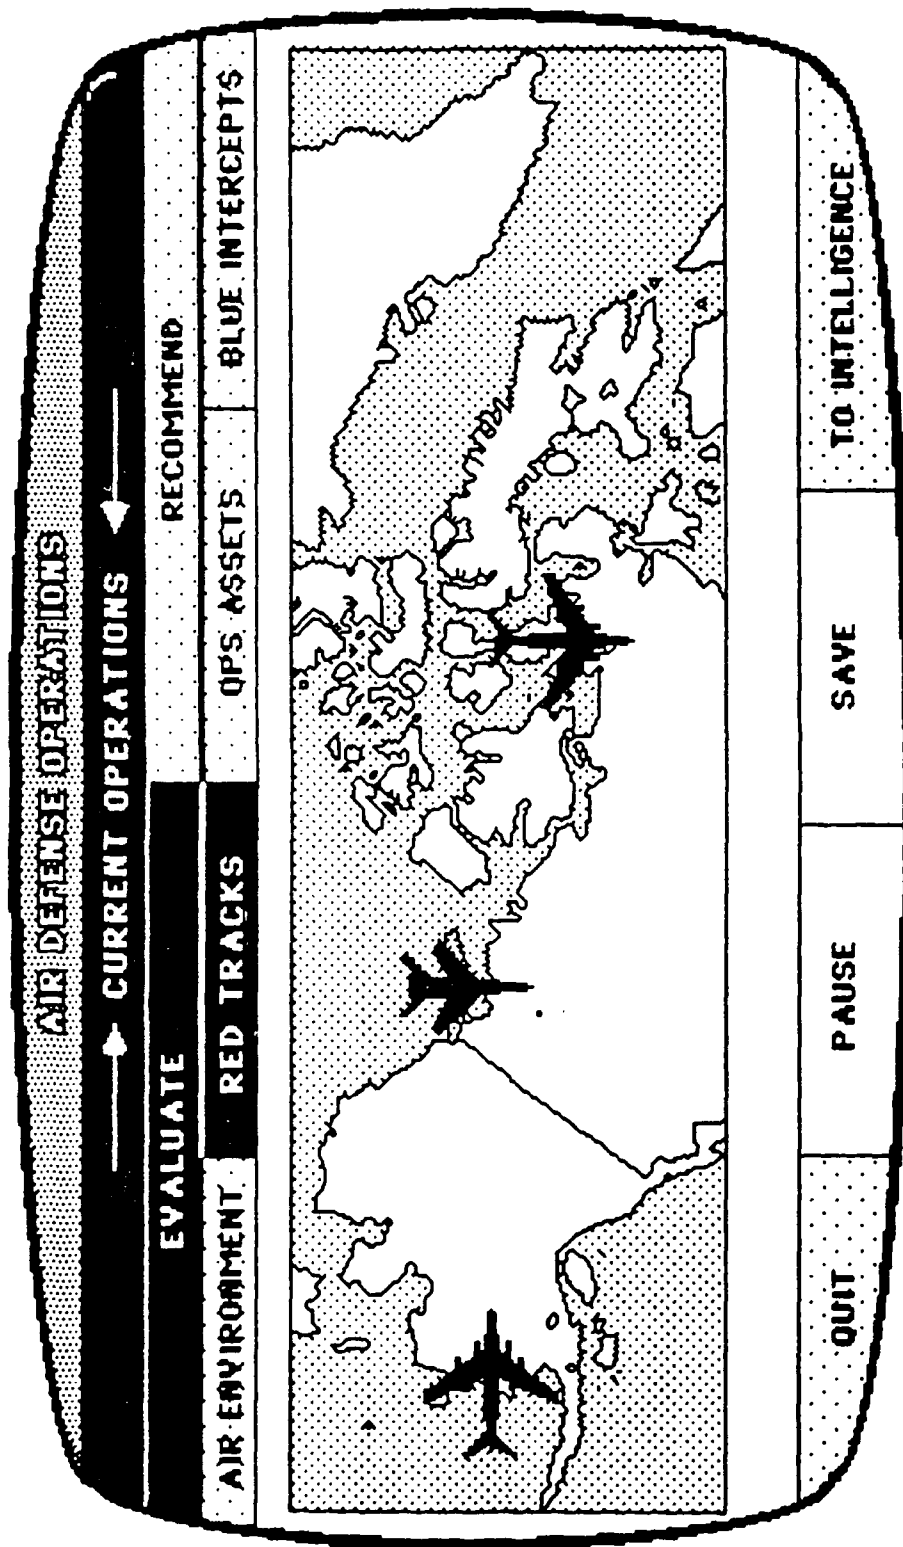 AIR DEFENSE OPERATIONS
CURRENT OPERATIONS
EVALUATE RECOMMEND
AIR ENVIRONMENT RED TRACKS OPS ASSETS BLUE INTERCEPTS
QUIT PAUSE SAVE TO INTELLIGENCE